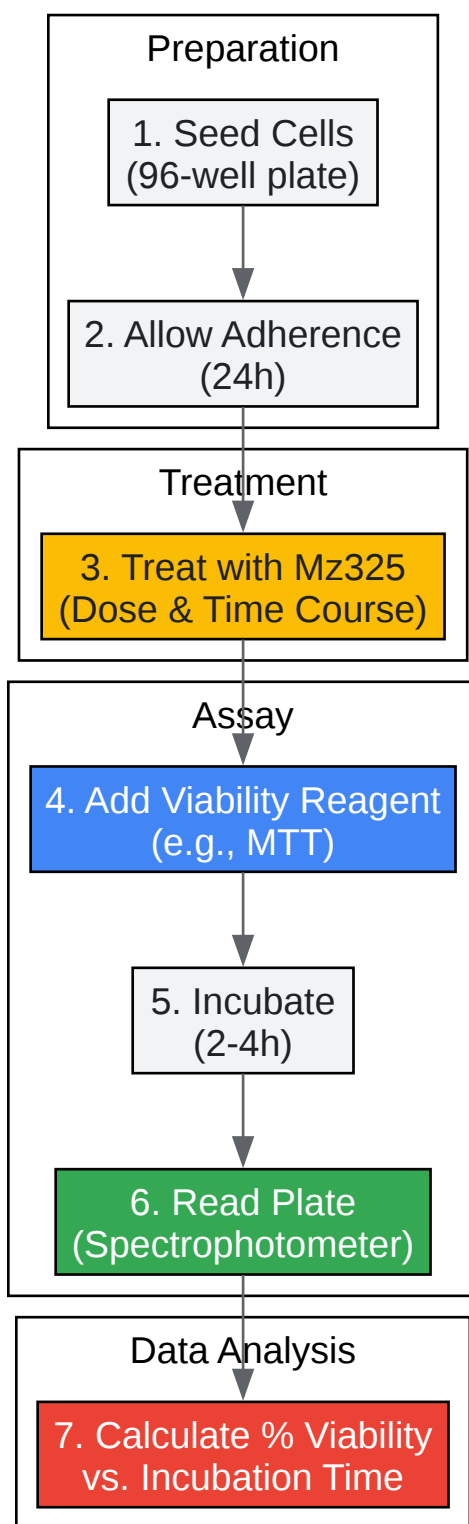 Preparation
1. Seed Cells
(96-well plate)
2. Allow Adherence
(24h)
Treatment
3. Treat with Mz325
(Dose & Time Course)
Assay
4. Add Viability Reagent
(e.g., MTT)
5. Incubate
(2-4h)
6. Read Plate
(Spectrophotometer)
Data Analysis
7. Calculate % Viability
vs. Incubation Time